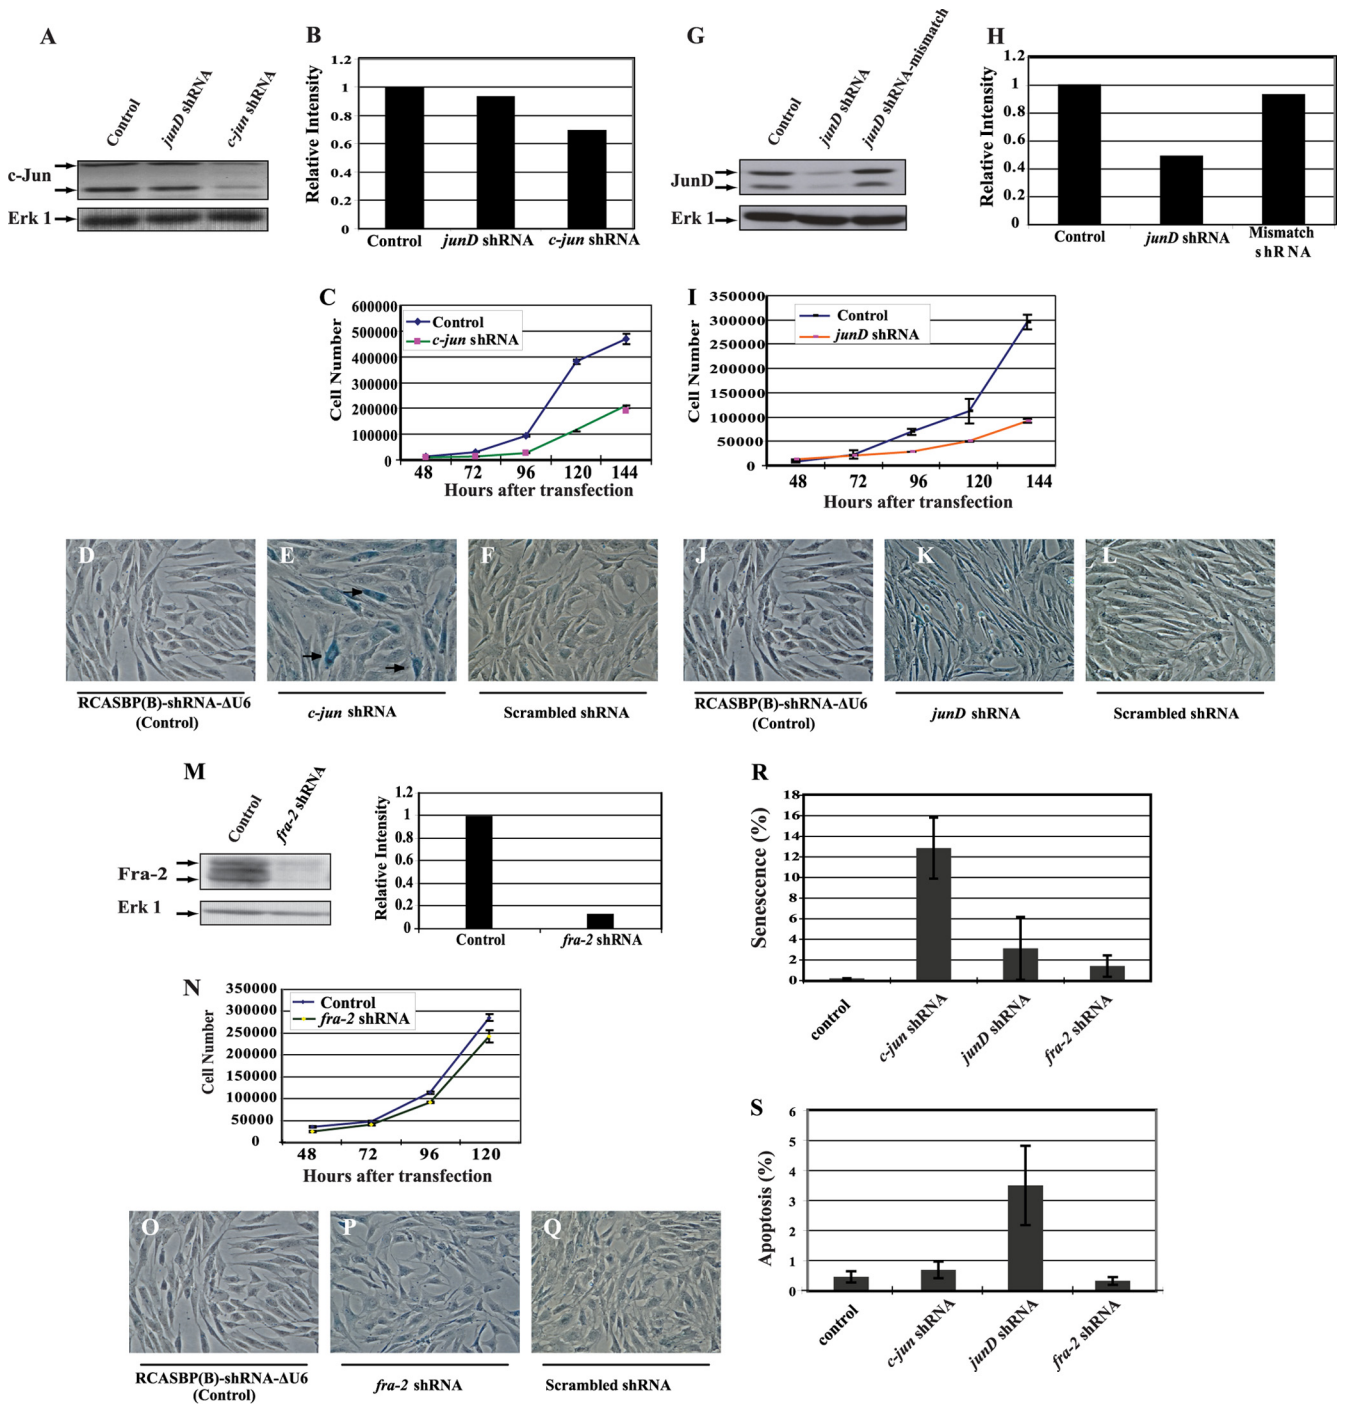 A
Control
junD shRNA
c-jun shRNA
c-Jun
Erk 1
B
Relative Intensity
1.2
1
0.8
0.6
0.4
0.2
0
Control
junD shRNA
c-jun shRNA
G
Control
junD shRNA
junD shRNA-mismatch
JunD
Erk 1
H
Relative Intensity
1.2
1
0.8
0.6
0.4
0.2
0
Control
junD shRNA
Mismatch
shRNA
C
Cell Number
600000
500000
400000
300000
200000
100000
0
Control
c-jun shRNA
48 72 96 120 144
Hours after transfection
I
Cell Number
350000
300000
250000
200000
150000
100000
50000
0
Control
junD shRNA
48 72 96 120 144
Hours after transfection
D
RCASBP(B)-shRNA-ΔU6
(Control)
E
c-jun shRNA
F
Scrambled shRNA
J
RCASBP(B)-shRNA-ΔU6
(Control)
K
junD shRNA
L
Scrambled shRNA
M
Control
fra-2 shRNA
Fra-2
Erk 1
Relative Intensity
1.2
1
0.8
0.6
0.4
0.2
0
Control
fra-2 shRNA
R
Senescence (%)
18
16
14
12
10
8
6
4
2
0
control
c-jun shRNA
junD shRNA
fra-2 shRNA
N
Cell Number
350000
300000
250000
200000
150000
100000
50000
0
Control
fra-2 shRNA
48 72 96 120
Hours after transfection
S
Apoptosis (%)
6
5
4
3
2
1
0
control
c-jun shRNA
junD shRNA
fra-2 shRNA
O
RCASBP(B)-shRNA-ΔU6
(Control)
P
fra-2 shRNA
Q
Scrambled shRNA